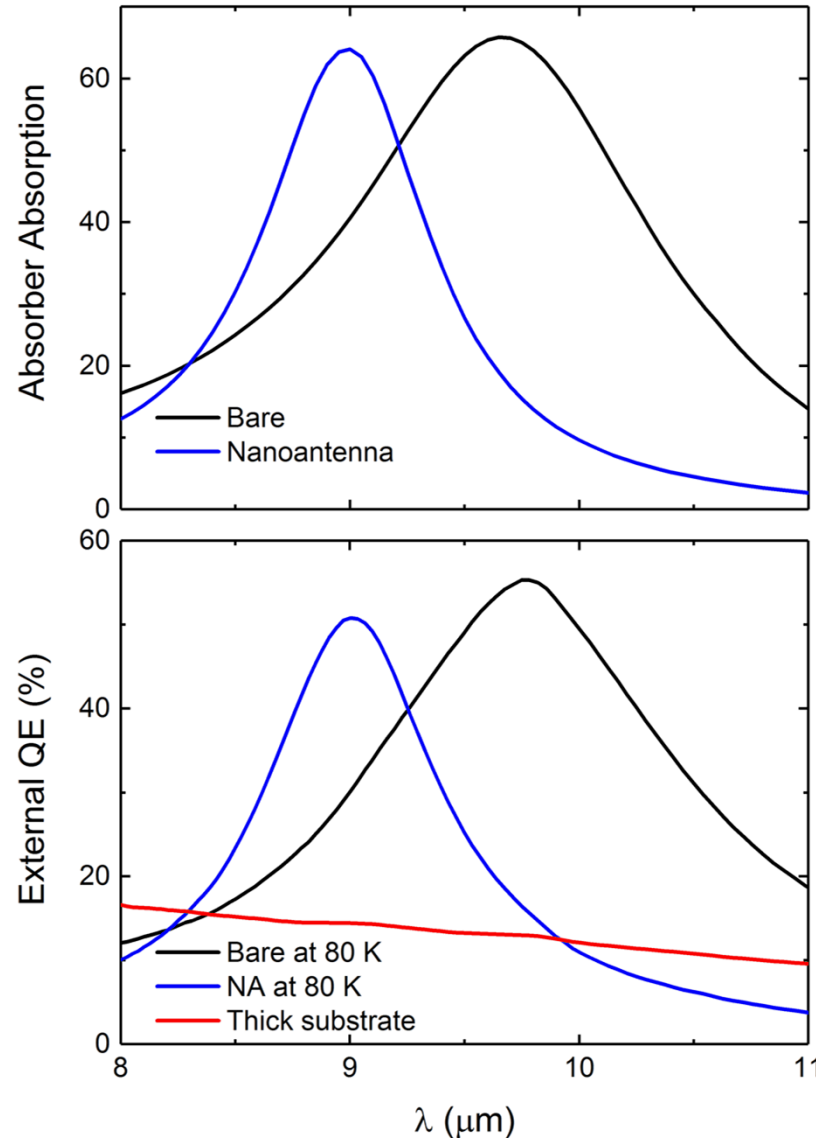 Absorber Absorption
60
40
20
0
Bare
Nanoantenna
External QE (%)
60
40
20
0
Bare at 80 K
NA at 80 K
Thick substrate
8 9 10 11
λ (μm)